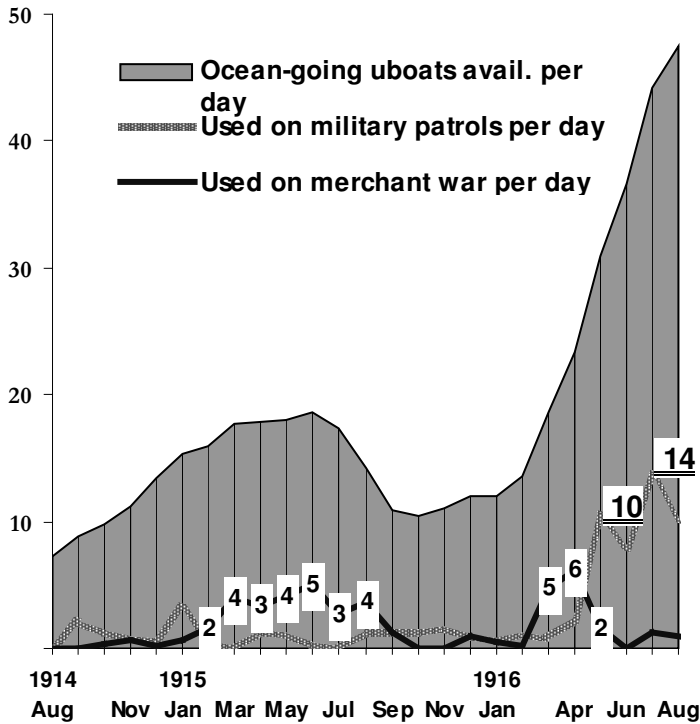 50
Ocean-going uboats avail. per
day
Used on military patrols per day
40
Used on merchant war per day
30
20
14
10
10
5
6
5
4
3
4
3
4
2
2
1914
1915
1916
Aug
Nov
Jan
Mar
May
Jul
Sep
Nov
Jan
Apr
Jun
Aug